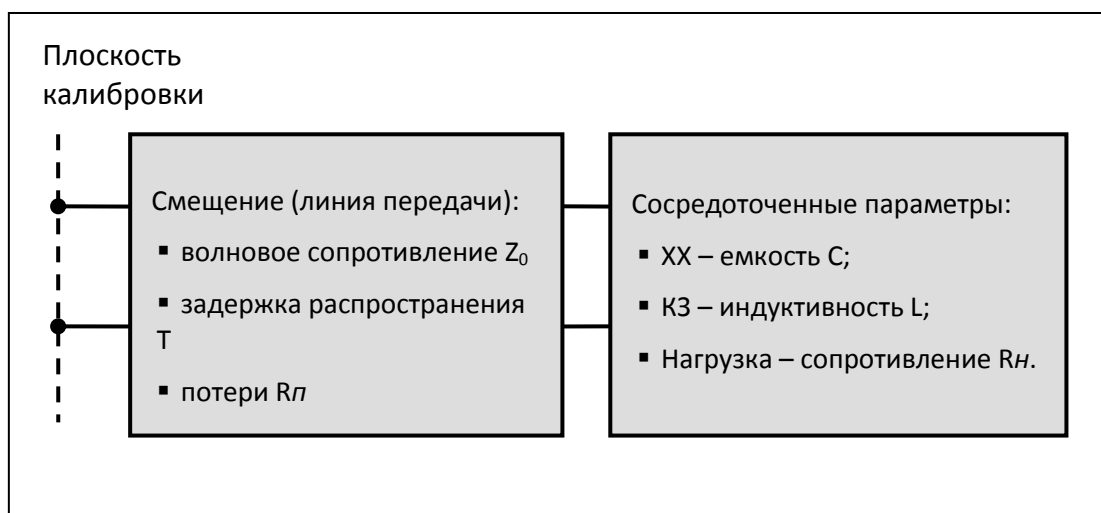 Плоскость
калибровки
Смещение (линия передачи):
▪ волновое сопротивление Z₀
▪ задержка распространения
T
▪ потери Rп
Сосредоточенные параметры:
▪ ХХ – емкость C;
▪ КЗ – индуктивность L;
▪ Нагрузка – сопротивление Rн.